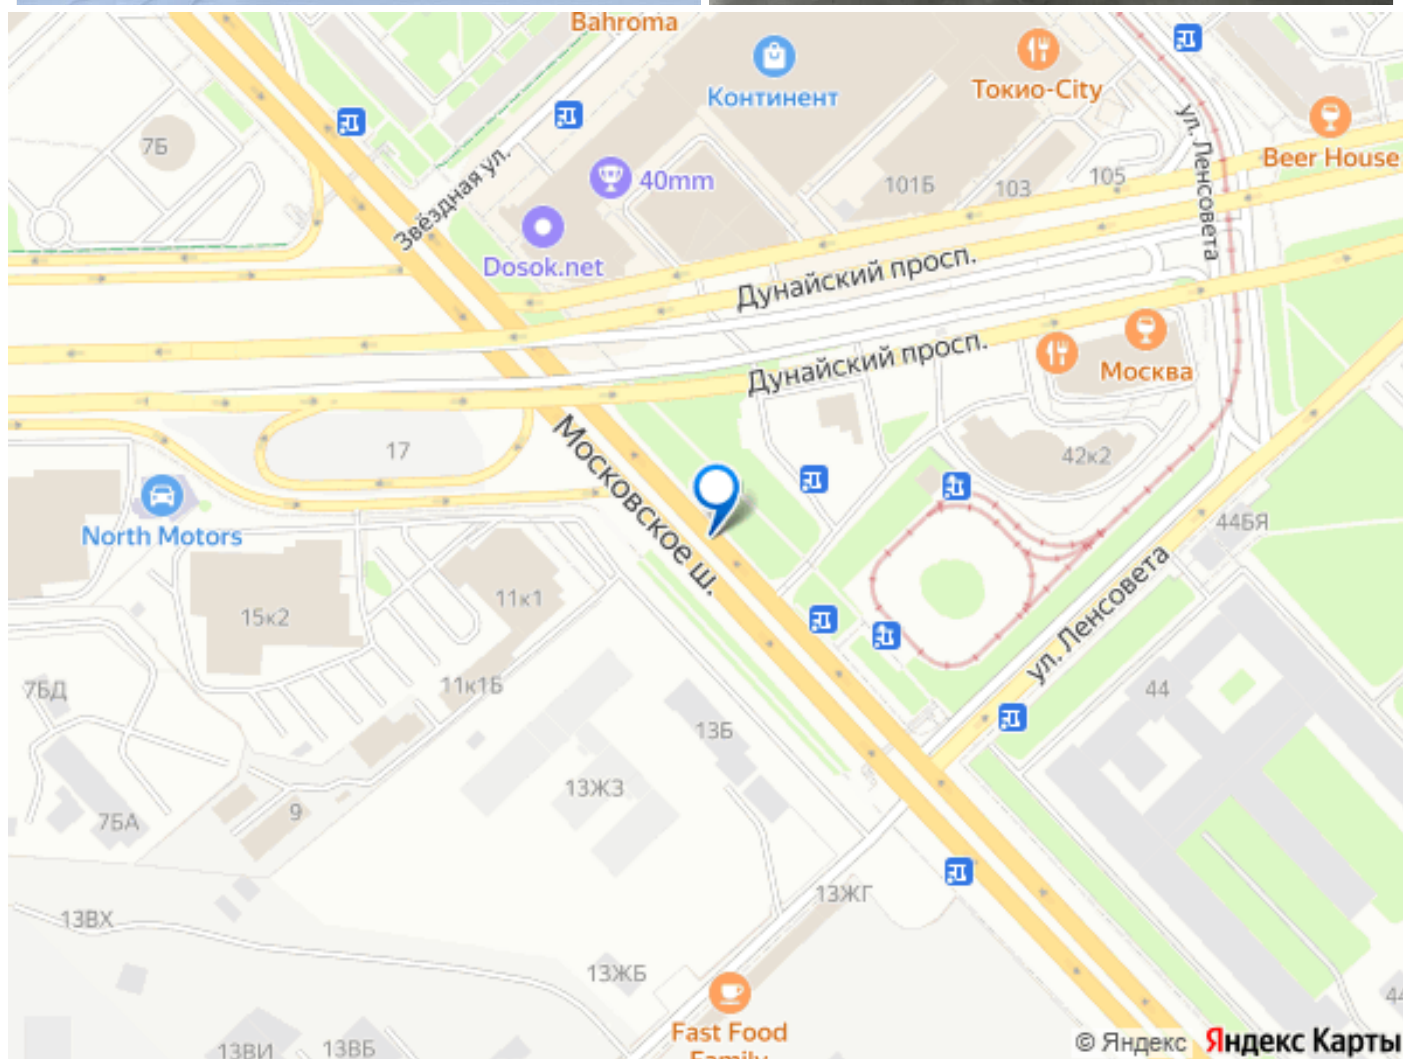 Bahroma
Континент
Токио-City
ул. Ленсовета
Beer House
7Б
Звёздная ул.
40mm
101Б
103
105
Dosok.net
Дунайский просп.
Дунайский просп.
Москва
17
Московское ш.
42к2
North Motors
44БЯ
15к2
11к1
ул. Ленсовета
7БД
11к1Б
13Б
44
13ЖЗ
7БА
9
13ВХ
13ЖГ
13ЖБ
Fast Food
Family
13ВИ
13ВБ
© Яндекс Яндекс Карты